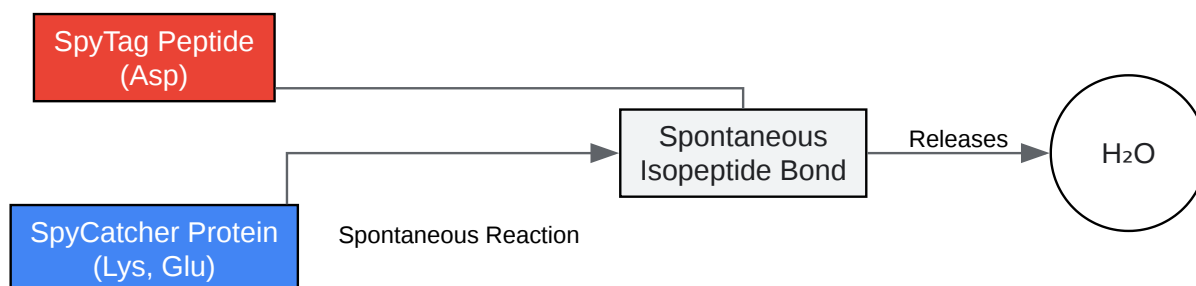 SpyTag Peptide
(Asp)
Spontaneous
Isopeptide Bond
Releases
H₂O
SpyCatcher Protein
(Lys, Glu)
Spontaneous Reaction